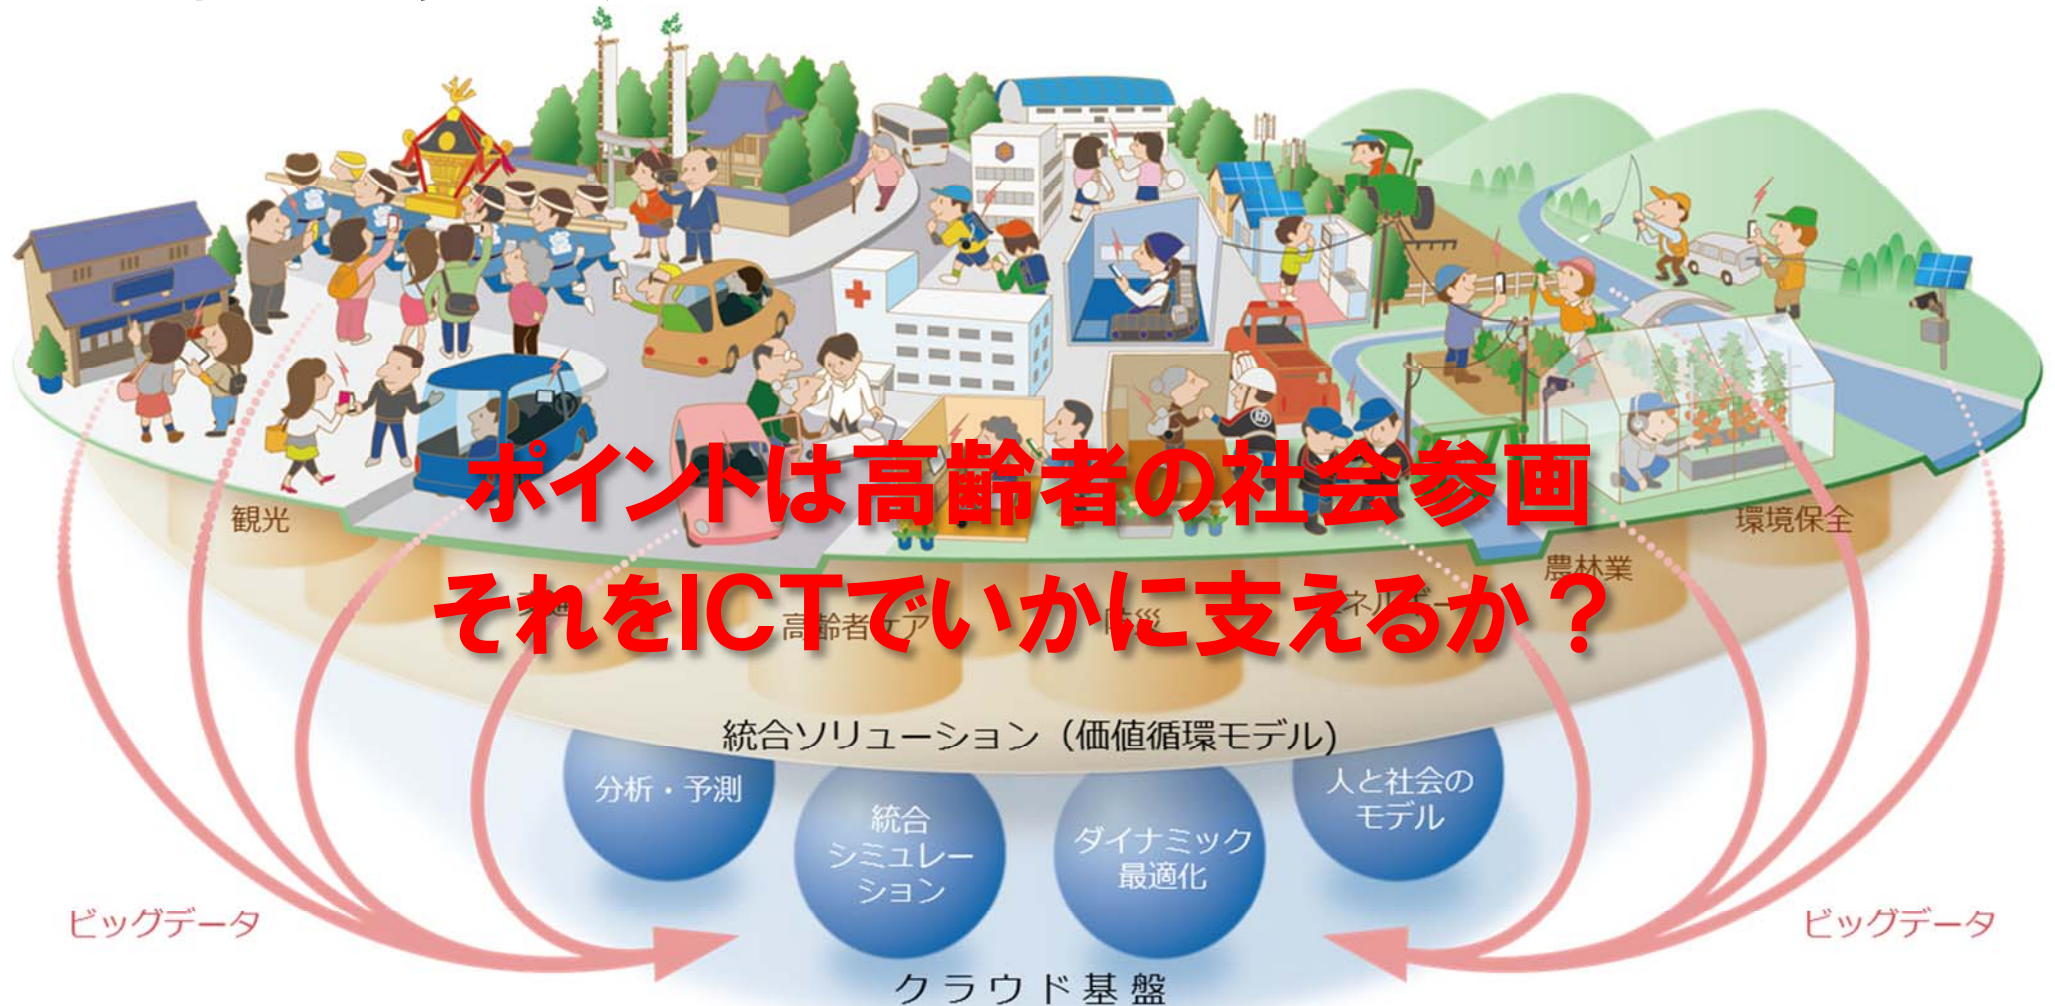 ポイントは高齢者の社会参画
観光
環境保全
農林業
それをICTでいかに支えるか？
高齢者ケア
防災
エネルギー
統合ソリューション（価値循環モデル)
分析・予測
人と社会の
モデル
統合
シミュレー
ション
ダイナミック
最適化
ビッグデータ
ビッグデータ
クラウド基盤